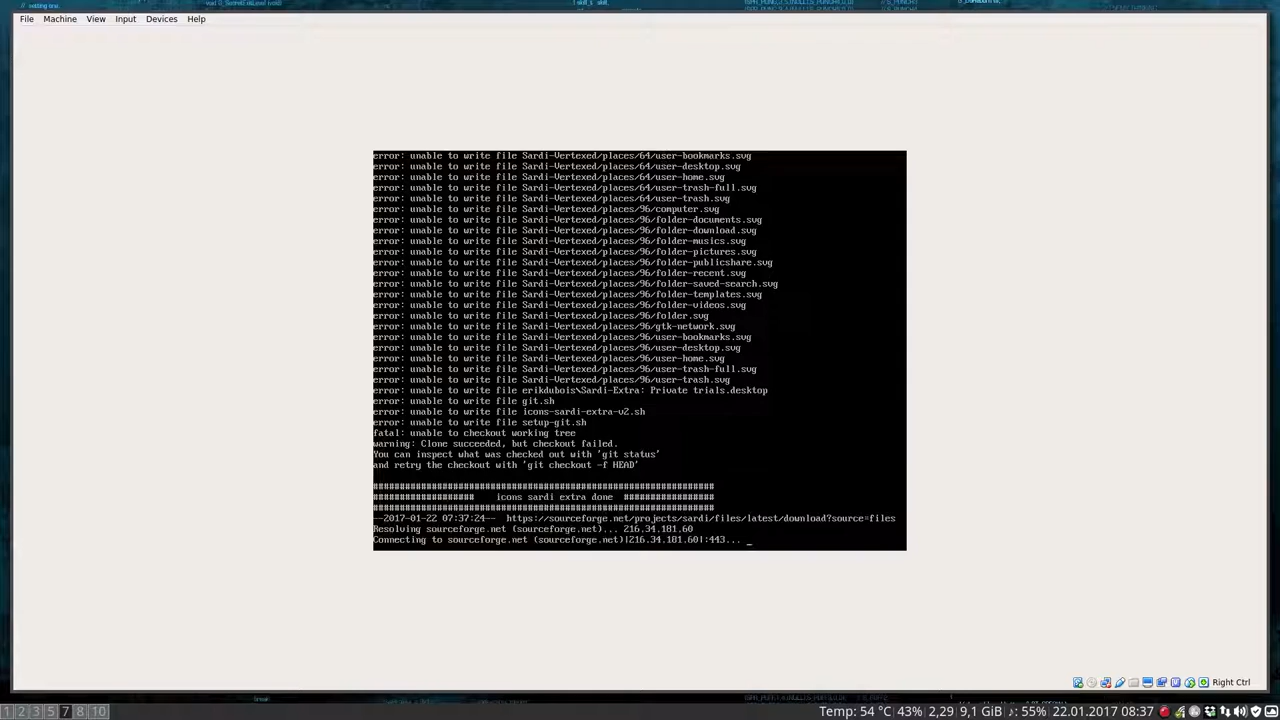 File Machine View Input Devices Help
error: unable to write file Sardi-Vertexed/places/64/user-bookmarks.svg
error: unable to write file Sardi-Vertexed/places/64/user-desktop.svg
error: unable to write file Sardi-Vertexed/places/64/user-home.svg
error: unable to write file Sardi-Vertexed/places/64/user-trash-full.svg
error: unable to write file Sardi-Vertexed/places/64/user-trash.svg
error: unable to write file Sardi-Vertexed/places/96/computer.svg
error: unable to write file Sardi-Vertexed/places/96/folder-documents.svg
error: unable to write file Sardi-Vertexed/places/96/folder-download.svg
error: unable to write file Sardi-Vertexed/places/96/folder-musics.svg
error: unable to write file Sardi-Vertexed/places/96/folder-pictures.svg
error: unable to write file Sardi-Vertexed/places/96/folder-publicshare.svg
error: unable to write file Sardi-Vertexed/places/96/folder-recent.svg
error: unable to write file Sardi-Vertexed/places/96/folder-saved-search.svg
error: unable to write file Sardi-Vertexed/places/96/folder-templates.svg
error: unable to write file Sardi-Vertexed/places/96/folder-videos.svg
error: unable to write file Sardi-Vertexed/places/96/folder.svg
error: unable to write file Sardi-Vertexed/places/96/gtk-network.svg
error: unable to write file Sardi-Vertexed/places/96/user-bookmarks.svg
error: unable to write file Sardi-Vertexed/places/96/user-desktop.svg
error: unable to write file Sardi-Vertexed/places/96/user-home.svg
error: unable to write file Sardi-Vertexed/places/96/user-trash-full.svg
error: unable to write file Sardi-Vertexed/places/96/user-trash.svg
error: unable to write file erikdubois\Sardi-Extra: Private trials.desktop
error: unable to write file git.sh
error: unable to write file icons-sardi-extra-v2.sh
error: unable to write file setup-git.sh
fatal: unable to checkout working tree
warning: Clone succeeded, but checkout failed.
You can inspect what was checked out with 'git status'
and retry the checkout with 'git checkout -f HEAD'
################################################################
###################    icons sardi extra done  #################
################################################################
--2017-01-22 07:37:24--  https://sourceforge.net/projects/sardi/files/latest/download?source=files
Resolving sourceforge.net (sourceforge.net)... 216.34.181.60
Connecting to sourceforge.net (sourceforge.net)|216.34.181.60|:443... _
Right Ctrl
1 2 3 5 7 8 10 Temp: 54 °C 43% 2,29 9,1 GiB ♪: 55% 22.01.2017 08:37